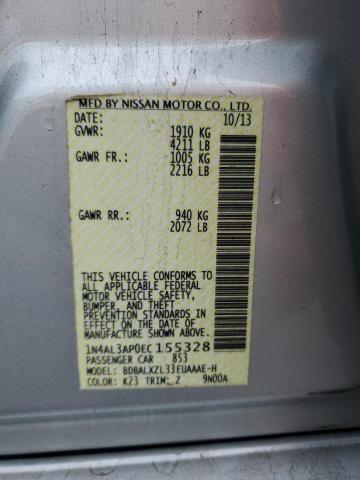 MFD BY NISSAN MOTOR CO., LTD.
DATE: 10/13
GVWR: 1910 KG
4211 LB
GAWR FR.: 1005 KG
2216 LB
GAWR RR.: 940 KG
2072 LB
THIS VEHICLE CONFORMS TO
ALL APPLICABLE FEDERAL
MOTOR VEHICLE SAFETY,
BUMPER, AND THEFT
PREVENTION STANDARDS IN
EFFECT ON THE DATE OF
MANUFACTURE SHOWN ABOVE.
1N4AL3AP0EC155328
PASSENGER CAR 853
MODEL: BDBALXZL33EUAAAE-H
COLOR: K23 TRIM: Z 9N00A